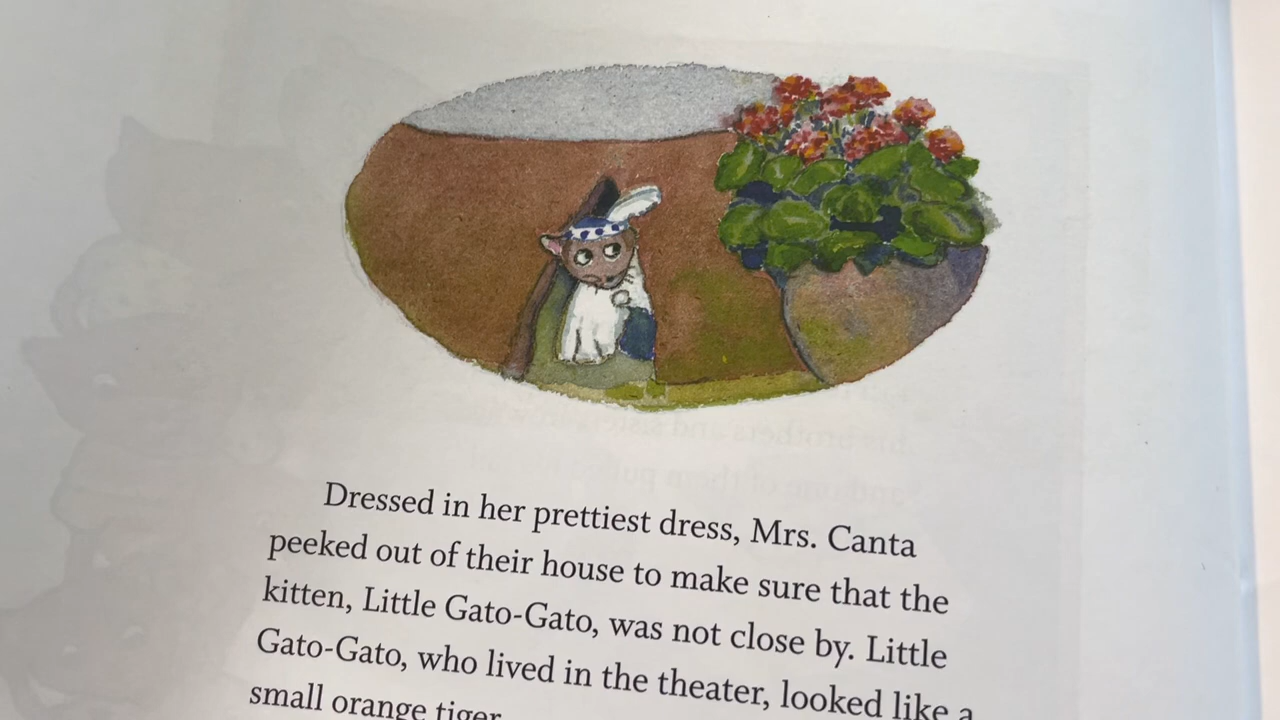 Dressed in her prettiest dress, Mrs. Canta
peeked out of their house to make sure that the
kitten, Little Gato-Gato, was not close by. Little
Gato-Gato, who lived in the theater, looked like a
small orange tiger.